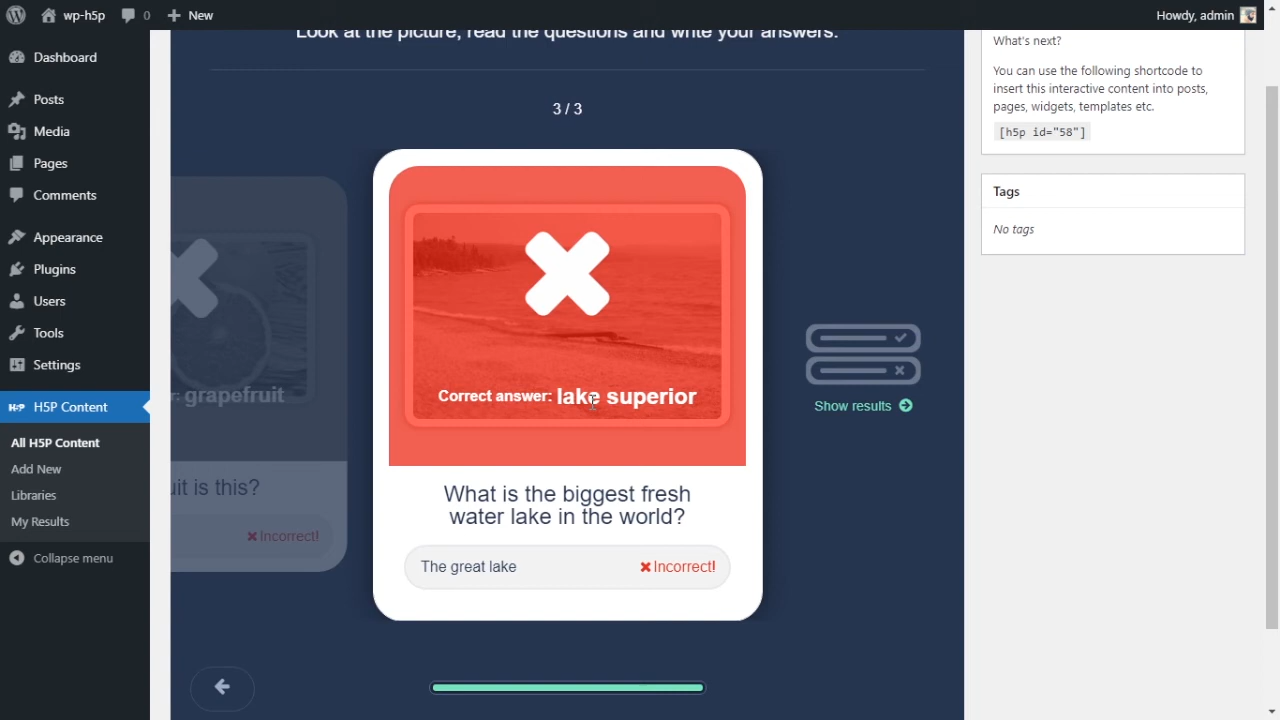 wp-h5p
0
New
Howdy, admin
Dashboard
Posts
Media
Pages
Comments
Appearance
Plugins
Users
Tools
Settings
H5P Content
All H5P Content
Add New
Libraries
My Results
Collapse menu
Look at the picture, read the questions and write your answers.
3 / 3
grapefruit
is this?
Incorrect!
Correct answer: lake superior
What is the biggest fresh
water lake in the world?
The great lake
Incorrect!
Show results
What's next?
You can use the following shortcode to
insert this interactive content into posts,
pages, widgets, templates etc.
[h5p id="58"]
Tags
No tags